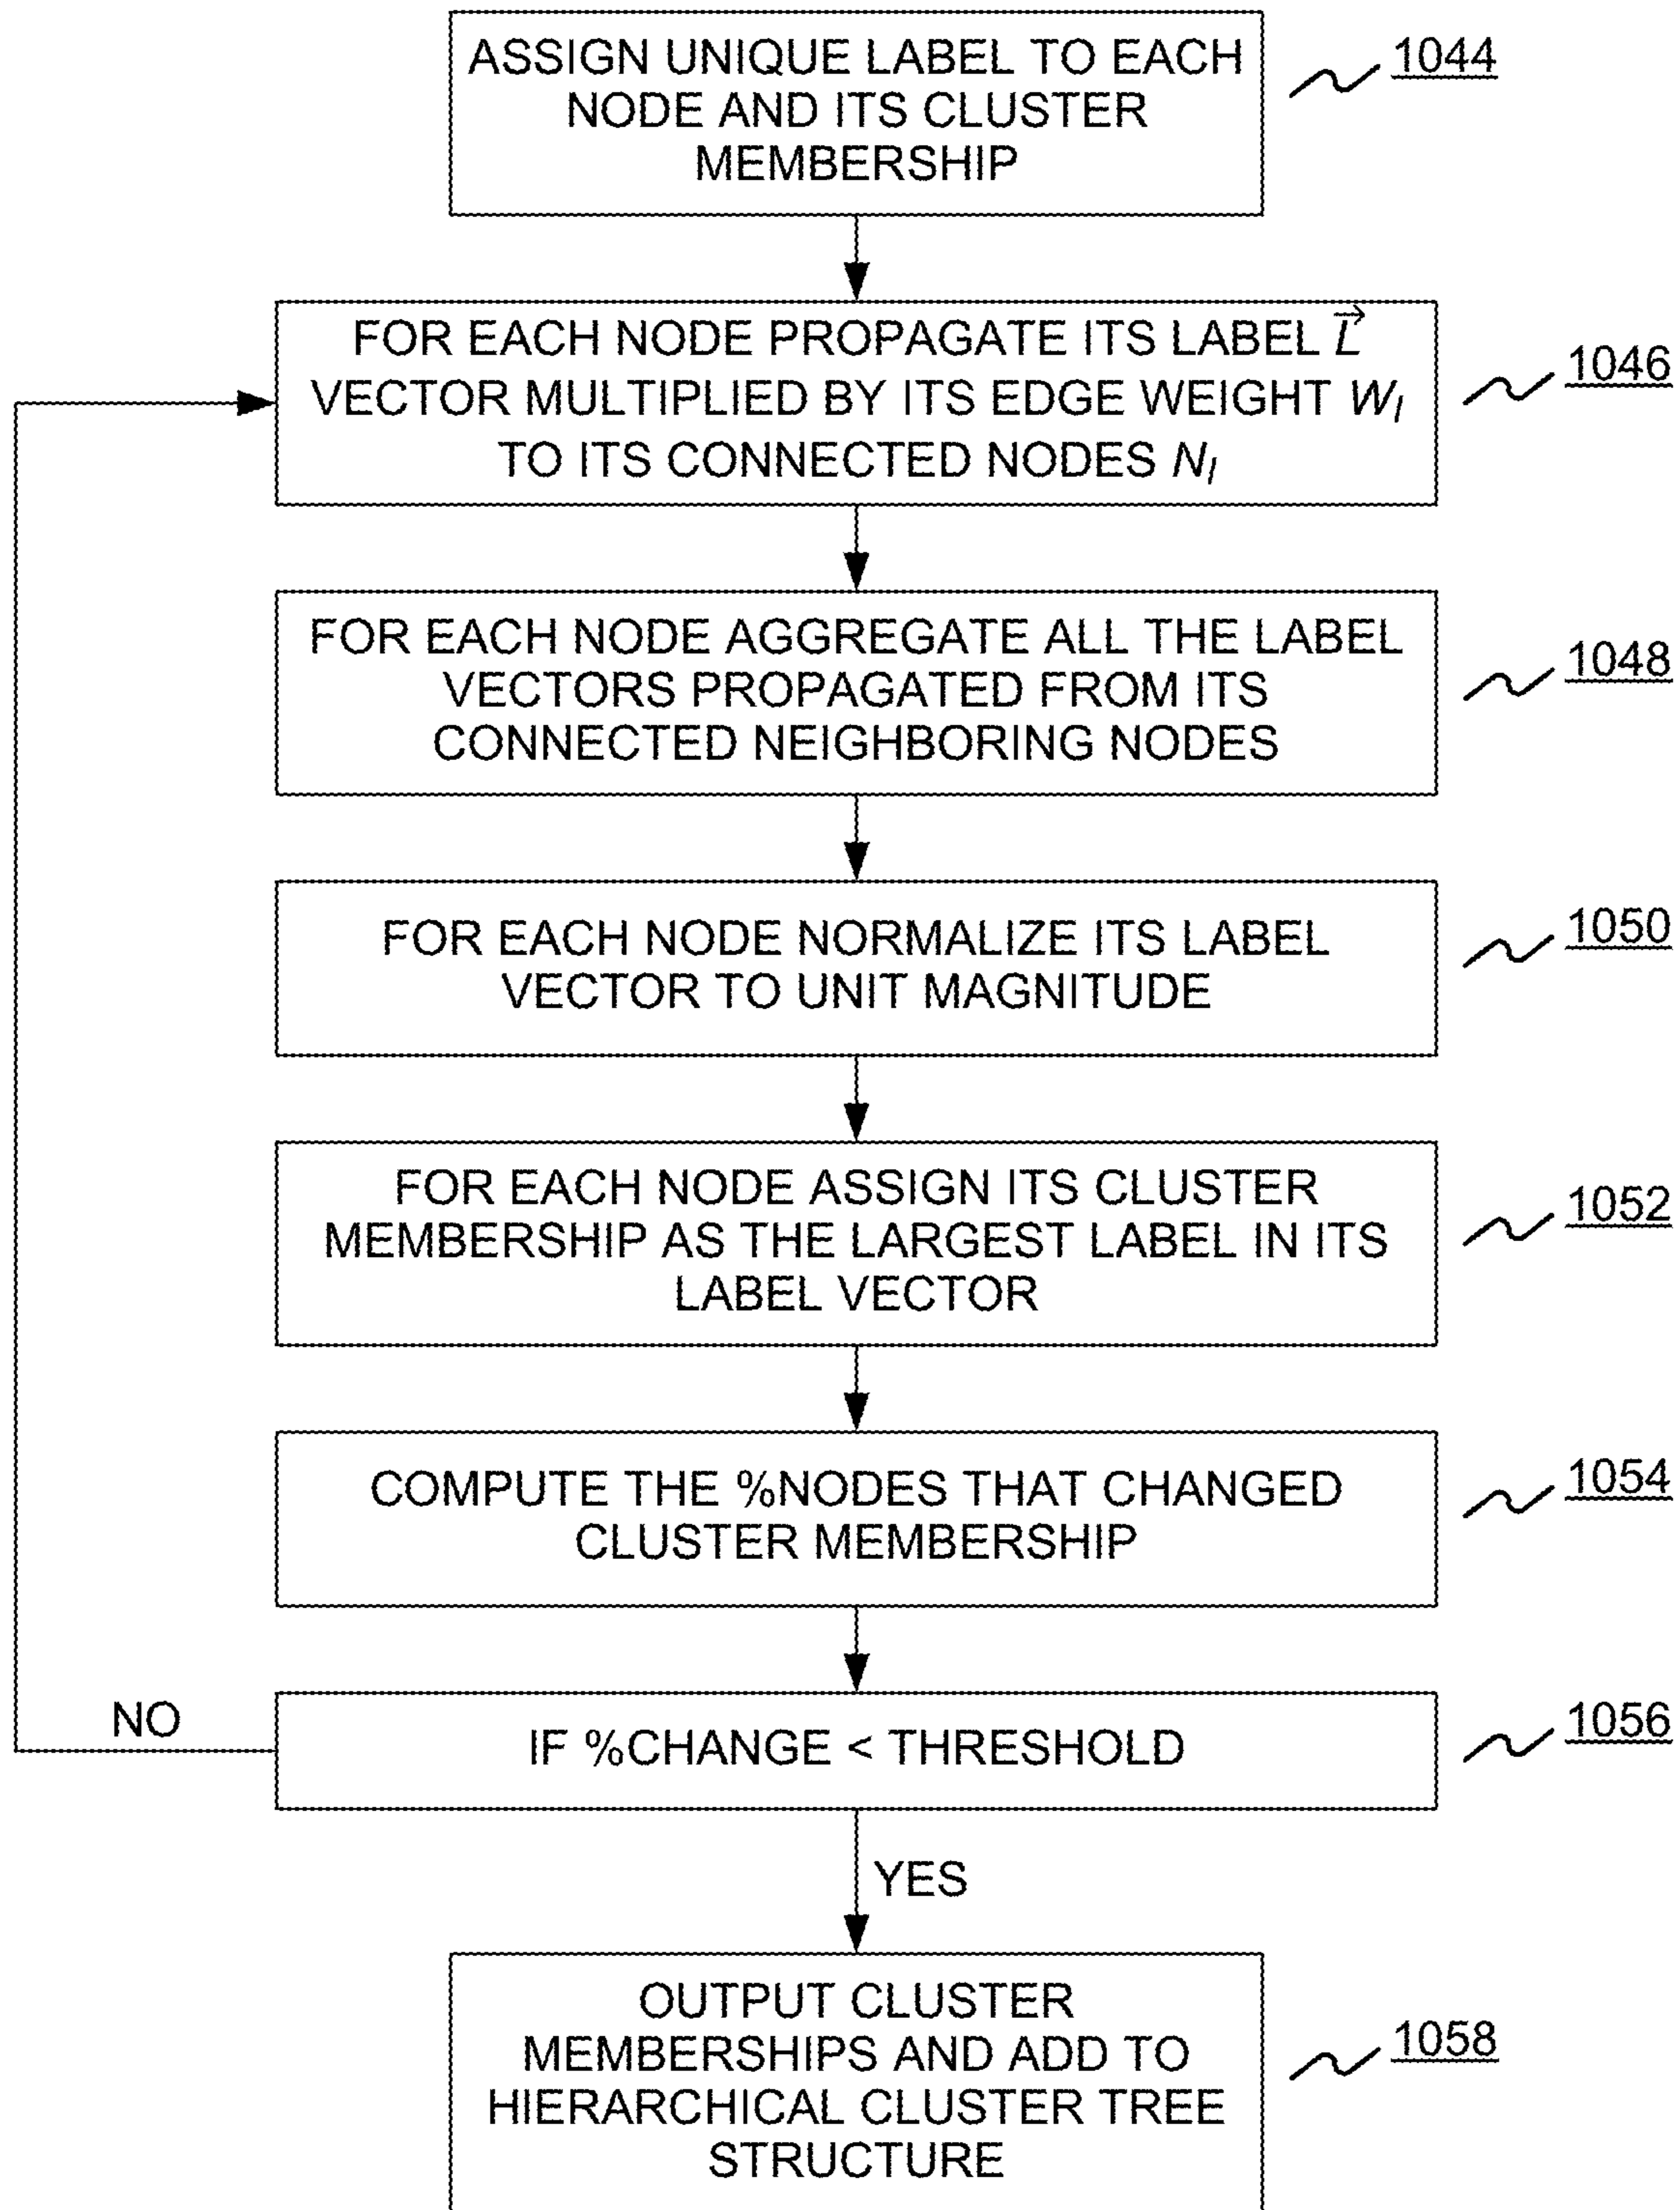 ASSIGN UNIQUE LABEL TO EACH
NODE AND ITS CLUSTER
MEMBERSHIP
1044
FOR EACH NODE PROPAGATE ITS LABEL L⃗
VECTOR MULTIPLIED BY ITS EDGE WEIGHT W_I
TO ITS CONNECTED NODES N_I
1046
FOR EACH NODE AGGREGATE ALL THE LABEL
VECTORS PROPAGATED FROM ITS
CONNECTED NEIGHBORING NODES
1048
FOR EACH NODE NORMALIZE ITS LABEL
VECTOR TO UNIT MAGNITUDE
1050
FOR EACH NODE ASSIGN ITS CLUSTER
MEMBERSHIP AS THE LARGEST LABEL IN ITS
LABEL VECTOR
1052
COMPUTE THE %NODES THAT CHANGED
CLUSTER MEMBERSHIP
1054
NO
IF %CHANGE < THRESHOLD
1056
YES
OUTPUT CLUSTER
MEMBERSHIPS AND ADD TO
HIERARCHICAL CLUSTER TREE
STRUCTURE
1058